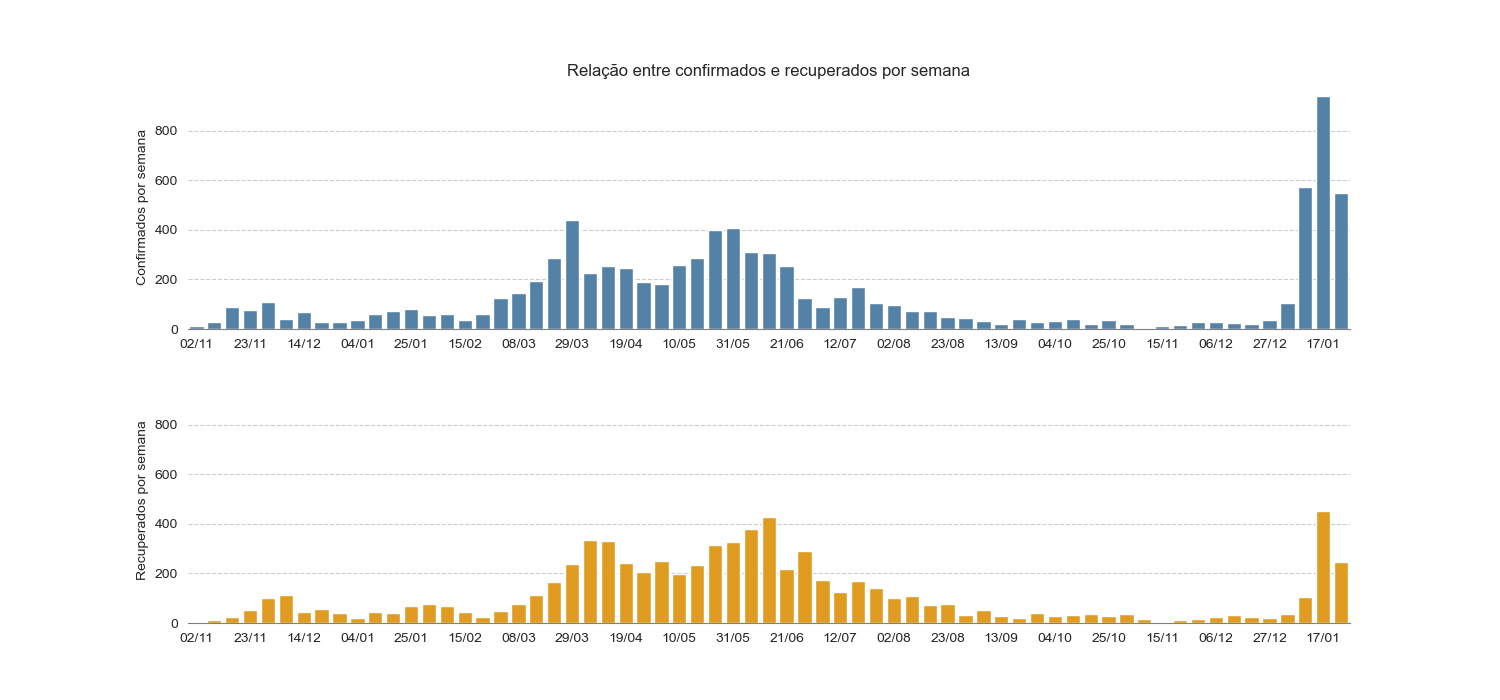 Relação entre confirmados e recuperados por semana
Confirmados por semana
800
600
400
200
0
02/11 23/11 14/12 04/01 25/01 15/02 08/03 29/03 19/04 10/05 31/05 21/06 12/07 02/08 23/08 13/09 04/10 25/10 15/11 06/12 27/12 17/01
Recuperados por semana
800
600
400
200
0
02/11 23/11 14/12 04/01 25/01 15/02 08/03 29/03 19/04 10/05 31/05 21/06 12/07 02/08 23/08 13/09 04/10 25/10 15/11 06/12 27/12 17/01